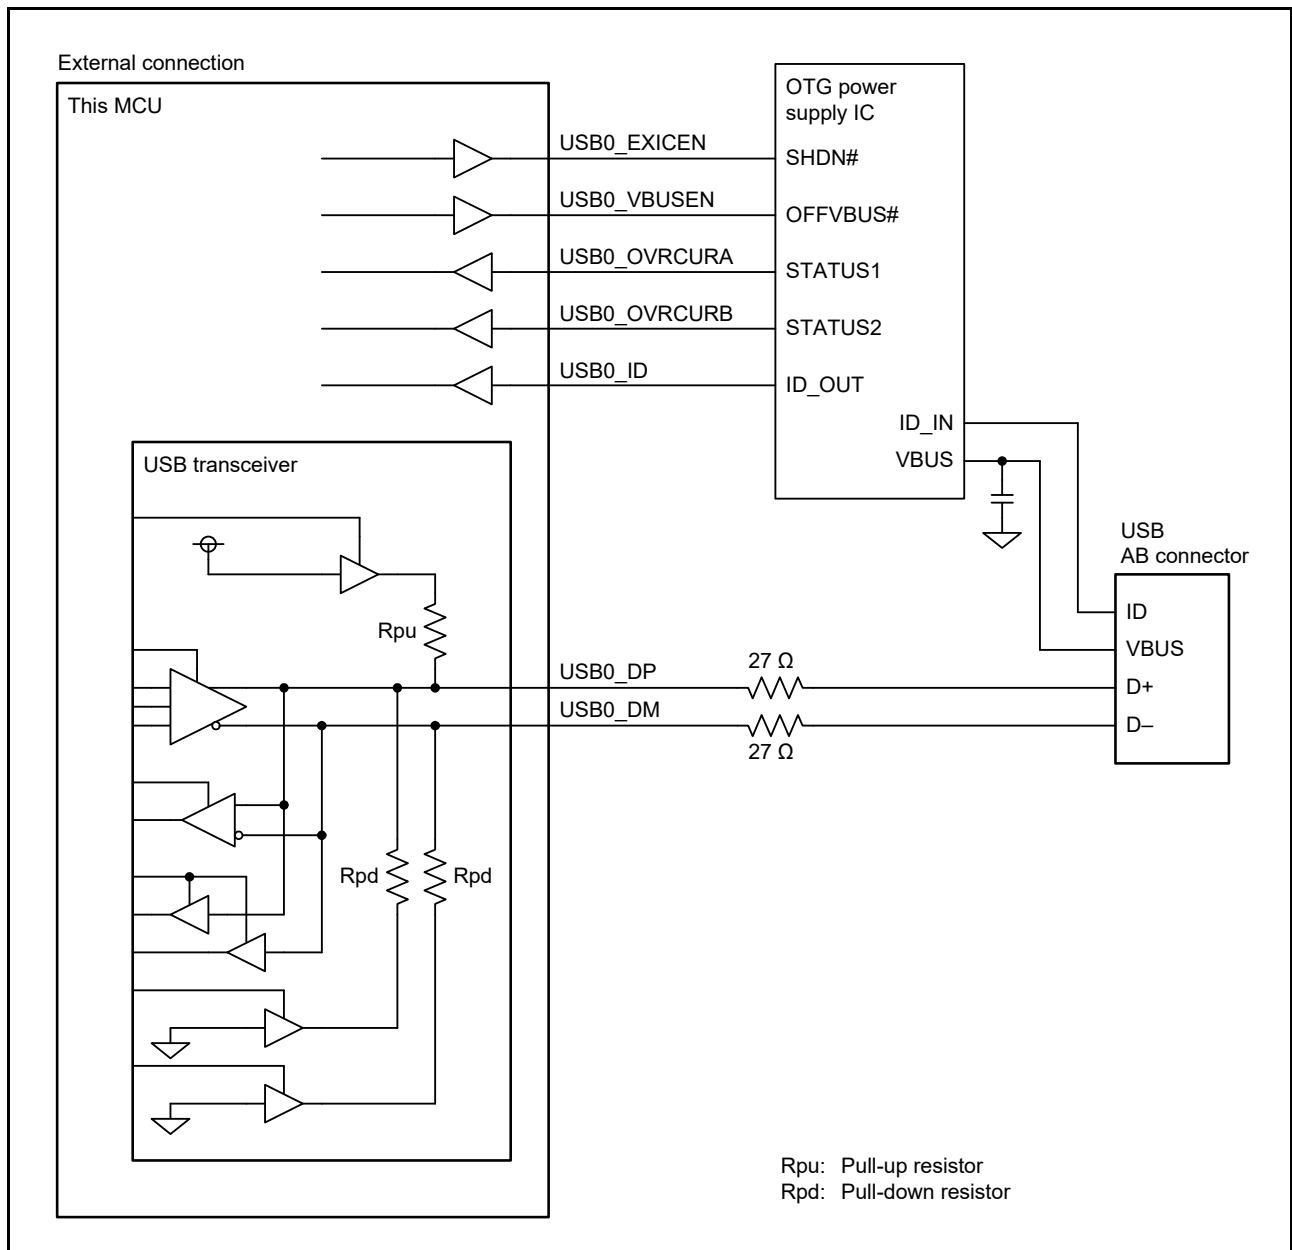 External connection
This MCU
OTG power
supply IC
USB0_EXICEN
SHDN#
USB0_VBUSEN
OFFVBUS#
USB0_OVRCURA
STATUS1
USB0_OVRCURB
STATUS2
USB0_ID
ID_OUT
ID_IN
VBUS
USB transceiver
USB
AB connector
ID
VBUS
D+
D–
Rpu
USB0_DP
27 Ω
USB0_DM
27 Ω
Rpd
Rpd
Rpu: Pull-up resistor
Rpd: Pull-down resistor